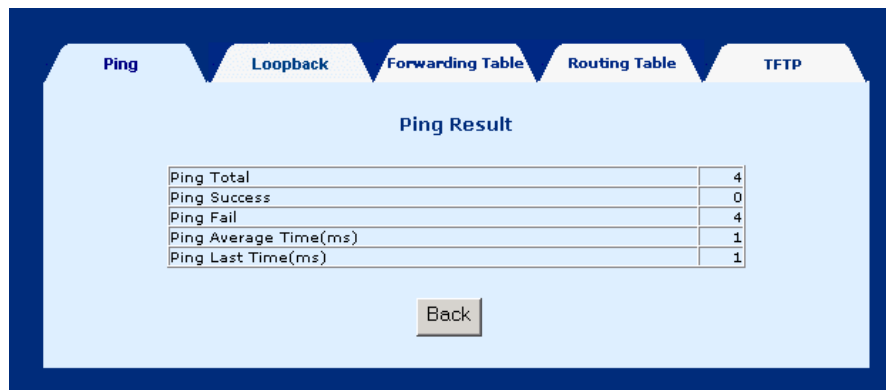 Ping Loopback Forwarding Table Routing Table TFTP
Ping Result
Ping Total 4
Ping Success 0
Ping Fail 4
Ping Average Time(ms) 1
Ping Last Time(ms) 1
Back